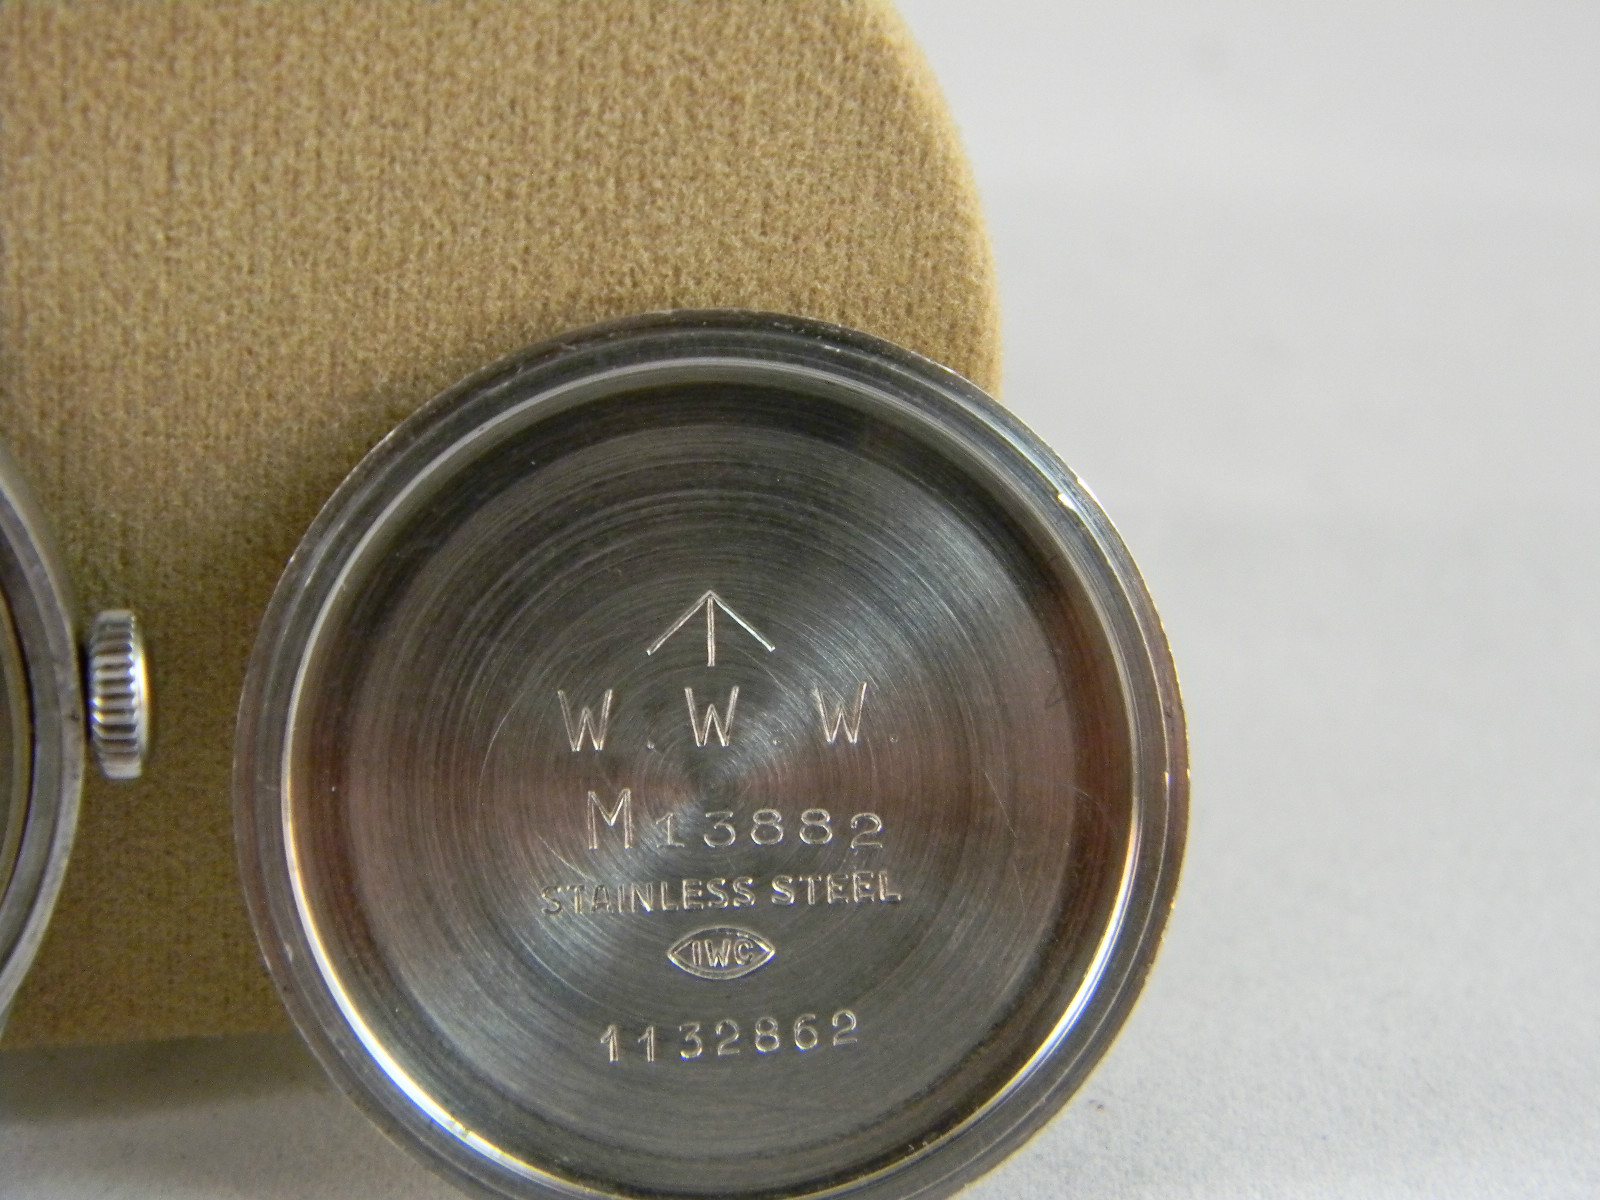 W.W.W.
M13882
STAINLESS STEEL
IWC
1132862